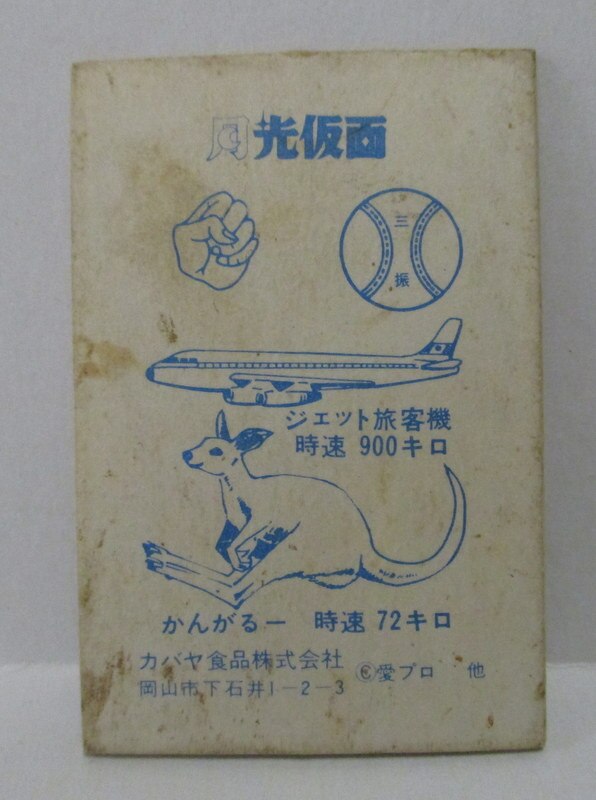 月光仮面
三
振
ジェット旅客機
時速 900キロ
かんがるー 時速 72キロ
カバヤ食品株式会社
岡山市下石井1-2-3
©愛プロ 他